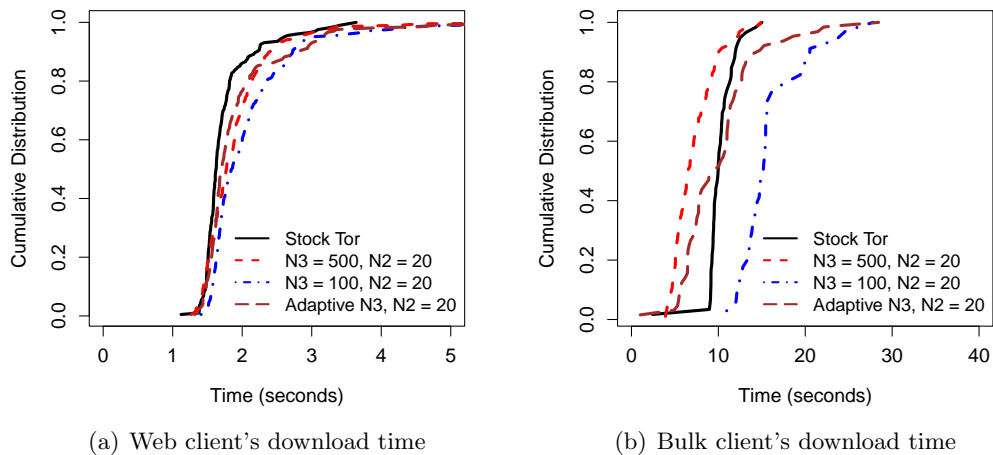 Cumulative Distribution
1.0
0.8
0.6
0.4
0.2
0.0
Stock Tor
N3 = 500, N2 = 20
N3 = 100, N2 = 20
Adaptive N3, N2 = 20
0 1 2 3 4 5
Time (seconds)
(a) Web client's download time
Cumulative Distribution
1.0
0.8
0.6
0.4
0.2
0.0
Stock Tor
N3 = 500, N2 = 20
N3 = 100, N2 = 20
Adaptive N3, N2 = 20
0 10 20 30 40
Time (seconds)
(b) Bulk client's download time